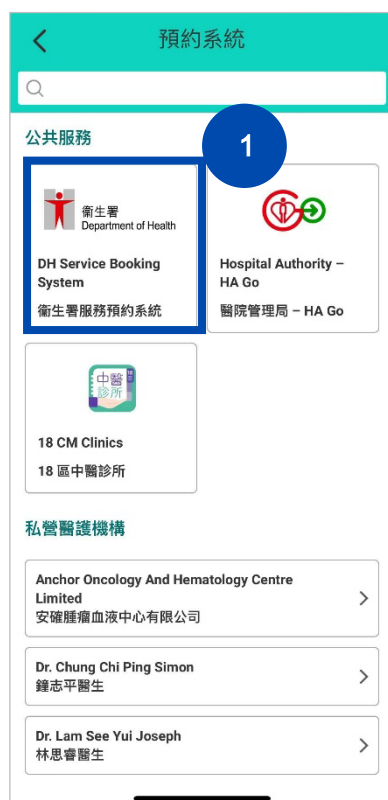 預約系統
公共服務
1
衞生署
Department of Health
DH Service Booking
System
衞生署服務預約系統
Hospital Authority –
HA Go
醫院管理局 – HA Go
中醫
診所
18 CM Clinics
18 區中醫診所
私營醫護機構
Anchor Oncology And Hematology Centre
Limited
安確腫瘤血液中心有限公司
Dr. Chung Chi Ping Simon
鐘志平醫生
Dr. Lam See Yui Joseph
林思睿醫生